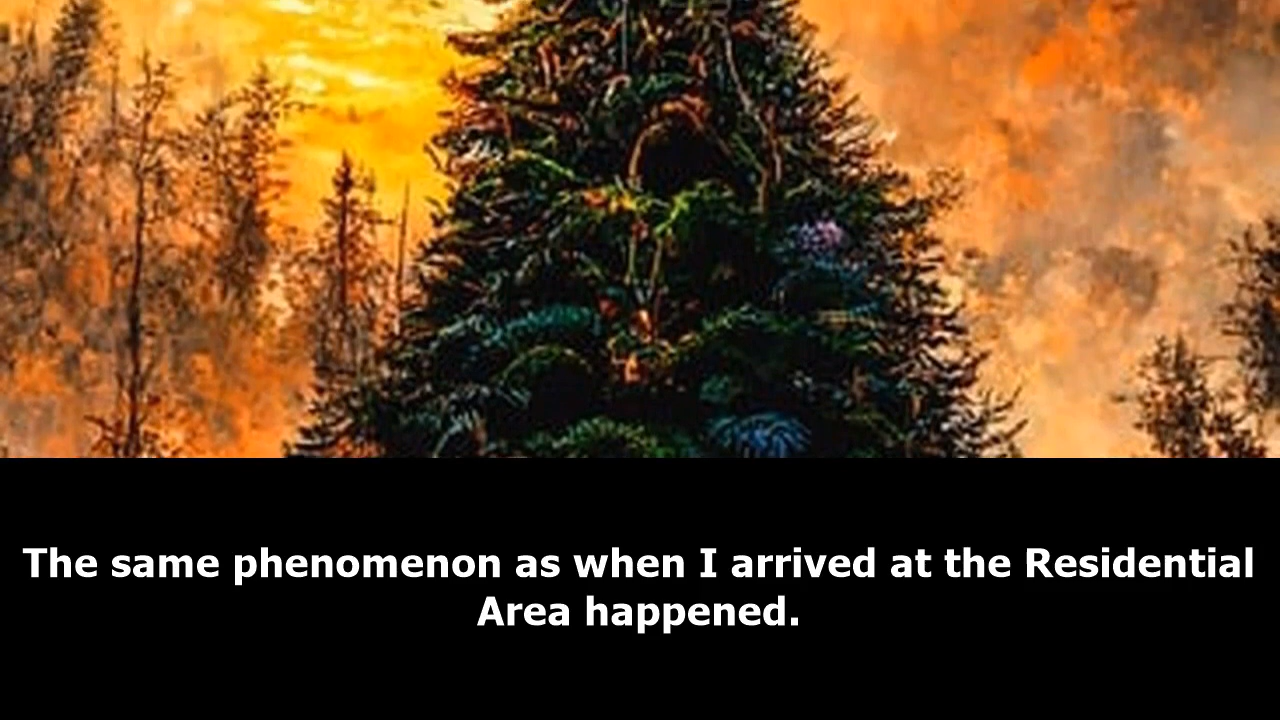 The same phenomenon as when I arrived at the Residential
Area happened.